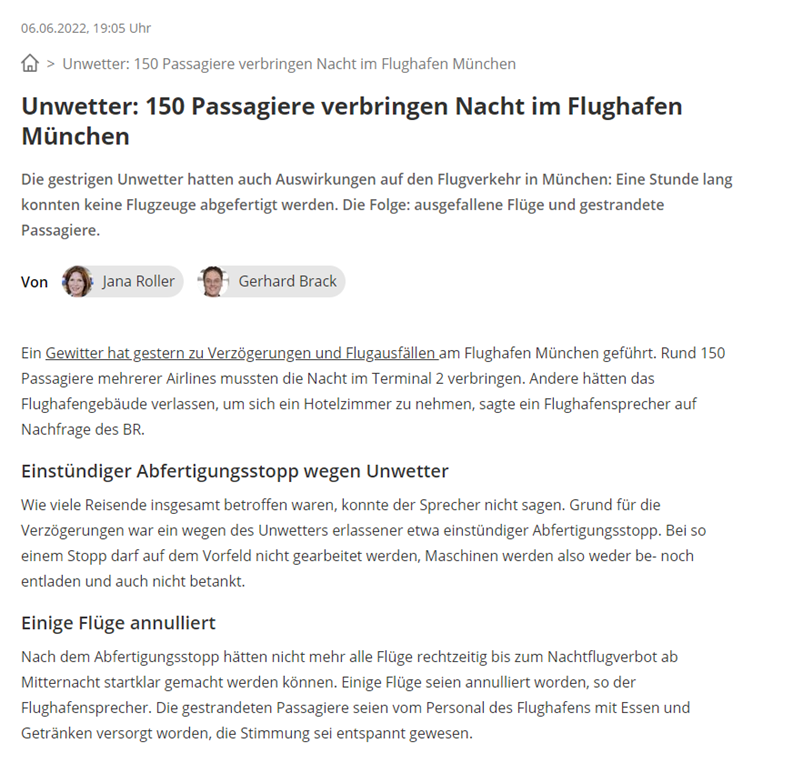 06.06.2022, 19:05 Uhr
> Unwetter: 150 Passagiere verbringen Nacht im Flughafen München
Unwetter: 150 Passagiere verbringen Nacht im Flughafen
München
Die gestrigen Unwetter hatten auch Auswirkungen auf den Flugverkehr in München: Eine Stunde lang
konnten keine Flugzeuge abgefertigt werden. Die Folge: ausgefallene Flüge und gestrandete
Passagiere.
Von Jana Roller Gerhard Brack
Ein Gewitter hat gestern zu Verzögerungen und Flugausfällen am Flughafen München geführt. Rund 150
Passagiere mehrerer Airlines mussten die Nacht im Terminal 2 verbringen. Andere hätten das
Flughafengebäude verlassen, um sich ein Hotelzimmer zu nehmen, sagte ein Flughafensprecher auf
Nachfrage des BR.
Einstündiger Abfertigungsstopp wegen Unwetter
Wie viele Reisende insgesamt betroffen waren, konnte der Sprecher nicht sagen. Grund für die
Verzögerungen war ein wegen des Unwetters erlassener etwa einstündiger Abfertigungsstopp. Bei so
einem Stopp darf auf dem Vorfeld nicht gearbeitet werden, Maschinen werden also weder be- noch
entladen und auch nicht betankt.
Einige Flüge annulliert
Nach dem Abfertigungsstopp hätten nicht mehr alle Flüge rechtzeitig bis zum Nachtflugverbot ab
Mitternacht startklar gemacht werden können. Einige Flüge seien annulliert worden, so der
Flughafensprecher. Die gestrandeten Passagiere seien vom Personal des Flughafens mit Essen und
Getränken versorgt worden, die Stimmung sei entspannt gewesen.